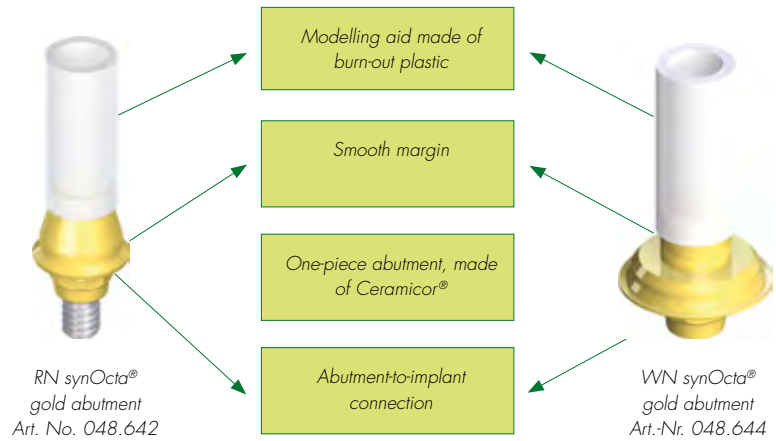 Modelling aid made of
burn-out plastic
Smooth margin
One-piece abutment, made
of Ceramicor®
Abutment-to-implant
connection
RN synOcta®
gold abutment
Art. No. 048.642
WN synOcta®
gold abutment
Art.-Nr. 048.644